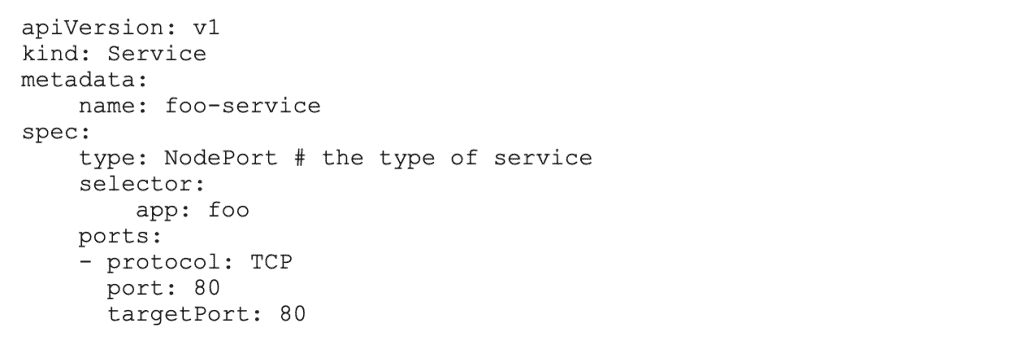 apiVersion: v1
kind: Service
metadata:
    name: foo-service
spec:
    type: NodePort # the type of service
    selector:
        app: foo
    ports:
    - protocol: TCP
      port: 80
      targetPort: 80